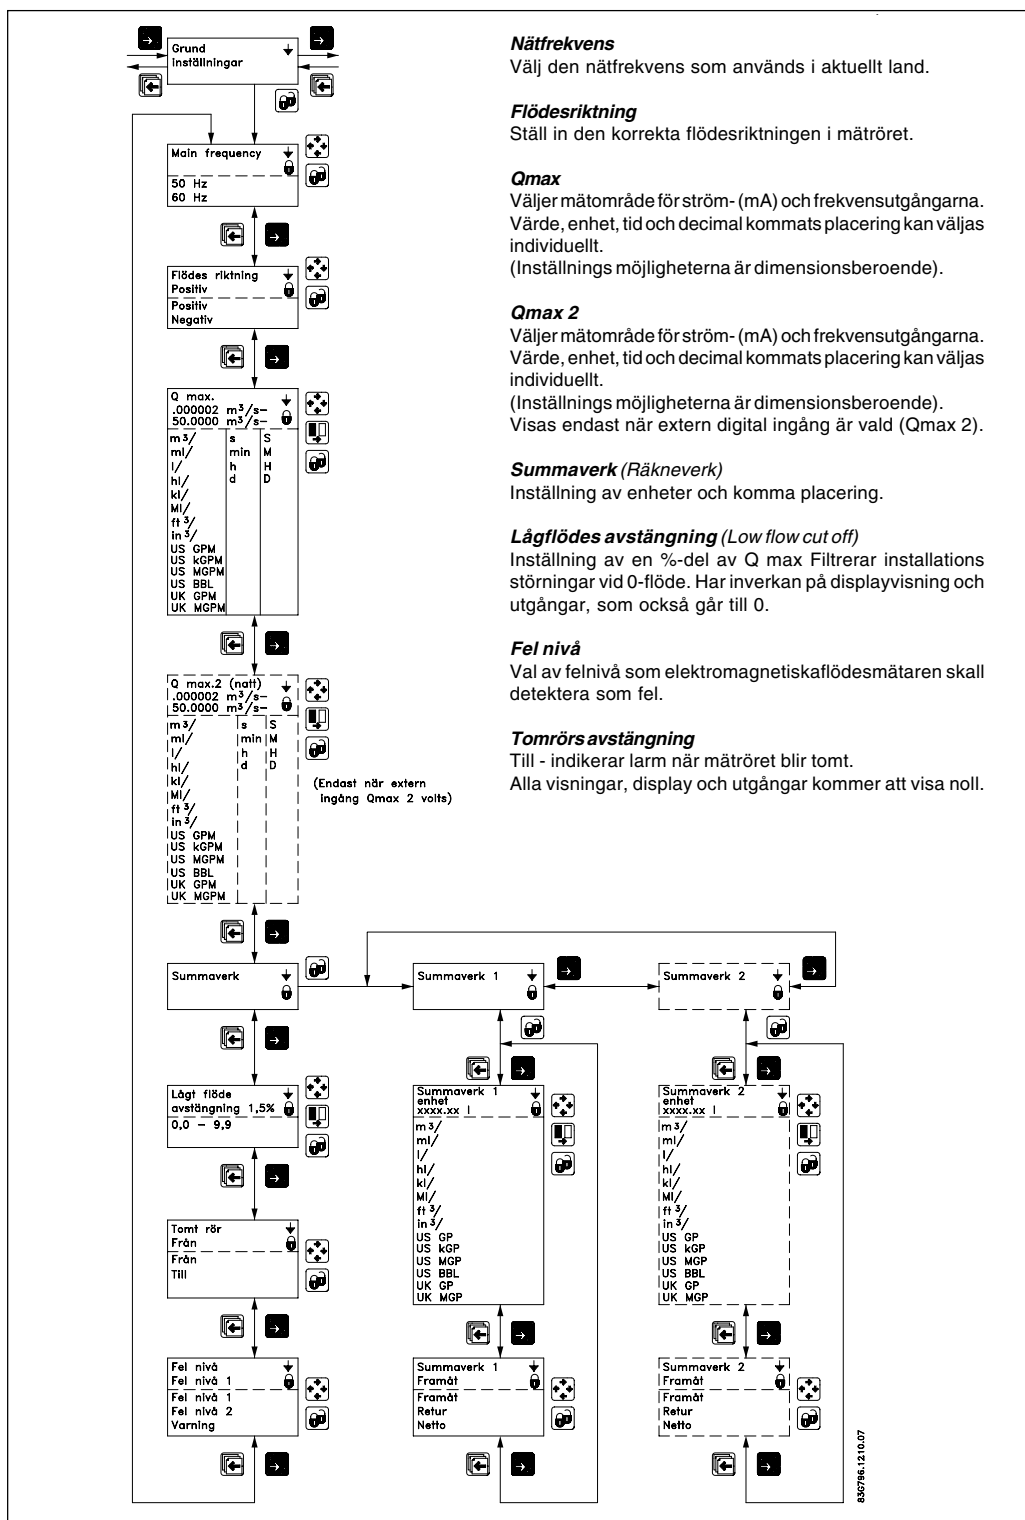 Grund
inställningar
Main frequency
50 Hz
60 Hz
Flödes riktning
Positiv
Positiv
Negativ
Q max.
.000002 m³/s–
50.0000 m³/s–
m³/ s S
ml/ min M
l/ h H
hl/ d D
kl/
Ml/
ft³/
in³/
US GPM
US kGPM
US MGPM
US BBL
UK GPM
UK MGPM
Q max.2 (natt)
.000002 m³/s–
50.0000 m³/s–
m³/ s S
ml/ min M
l/ h H
hl/ d D
kl/
Ml/
ft³/
in³/
US GPM
US kGPM
US MGPM
US BBL
UK GPM
UK MGPM
(Endast när extern
ingång Qmax 2 volts)
Summaverk
Lågt flöde
avstängning 1,5%
0,0 – 9,9
Tomt rör
Från
Från
Till
Fel nivå
Fel nivå 1
Fel nivå 1
Fel nivå 2
Varning
Summaverk 1
Summaverk 1
enhet
xxxx.xx l
m³/
ml/
l/
hl/
kl/
Ml/
ft³/
in³/
US GP
US kGP
US MGP
US BBL
UK GP
UK MGP
Summaverk 1
Framåt
Framåt
Retur
Netto
Summaverk 2
Summaverk 2
enhet
xxxx.xx l
m³/
ml/
l/
hl/
kl/
Ml/
ft³/
in³/
US GP
US kGP
US MGP
US BBL
UK GP
UK MGP
Summaverk 2
Framåt
Framåt
Retur
Netto
Nätfrekvens
Välj den nätfrekvens som används i aktuellt land.
Flödesriktning
Ställ in den korrekta flödesriktningen i mätröret.
Qmax
Väljer mätområde för ström- (mA) och frekvensutgångarna.
Värde, enhet, tid och decimal kommats placering kan väljas
individuellt.
(Inställnings möjligheterna är dimensionsberoende).
Qmax 2
Väljer mätområde för ström- (mA) och frekvensutgångarna.
Värde, enhet, tid och decimal kommats placering kan väljas
individuellt.
(Inställnings möjligheterna är dimensionsberoende).
Visas endast när extern digital ingång är vald (Qmax 2).
Summaverk (Räkneverk)
Inställning av enheter och komma placering.
Lågflödes avstängning (Low flow cut off)
Inställning av en %-del av Q max Filtrerar installations
störningar vid 0-flöde. Har inverkan på displayvisning och
utgångar, som också går till 0.
Fel nivå
Val av felnivå som elektromagnetiskaflödesmätaren skall
detektera som fel.
Tomrörs avstängning
Till - indikerar larm när mätröret blir tomt.
Alla visningar, display och utgångar kommer att visa noll.
83G796.1210.07